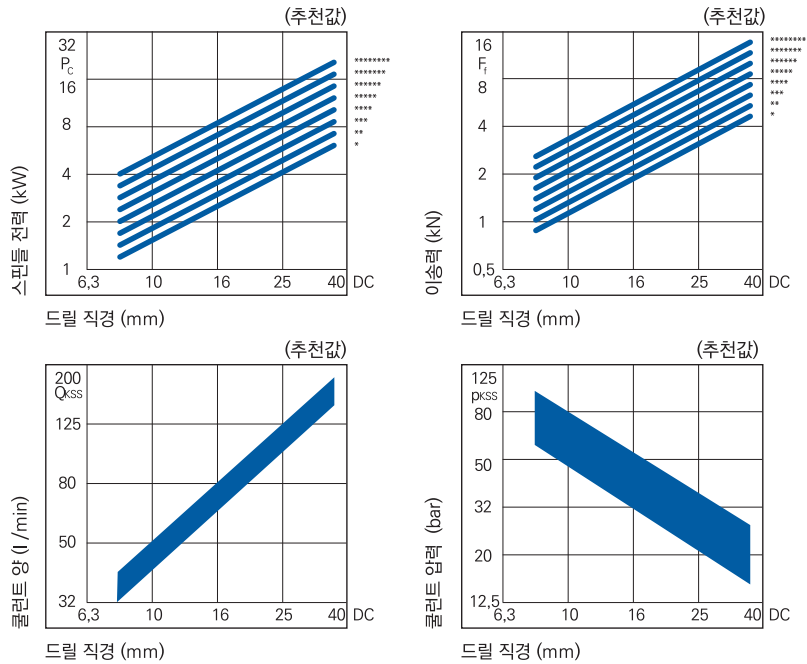 (추천값)
32
P_C
16
8
4
2
1
6,3 10 16 25 40 DC
********
*******
******
*****
****
***
**
*
스핀들 전력 (kW)
드릴 직경 (mm)
(추천값)
16
F_f
8
4
2
1
0,5
6,3 10 16 25 40 DC
********
*******
******
*****
****
***
**
*
이송력 (kN)
드릴 직경 (mm)
(추천값)
200
QKSS
125
80
50
32
6,3 10 16 25 40 DC
쿨런트 양 (l /min)
드릴 직경 (mm)
(추천값)
125
pKSS
80
50
32
20
12,5
6,3 10 16 25 40 DC
쿨런트 압력 (bar)
드릴 직경 (mm)